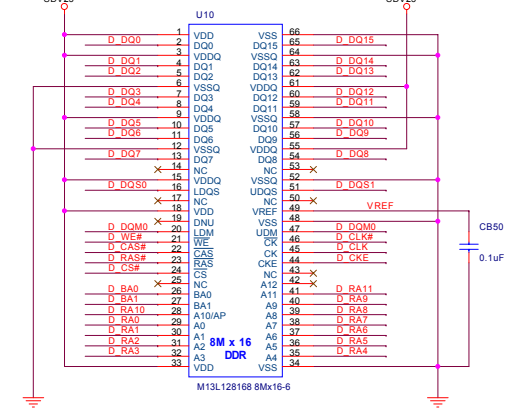 U10
1 VDD VSS 66
D_DQ0 2 DQ0 DQ15 65 D_DQ15
3 VDDQ VSSQ 64
D_DQ1 4 DQ1 DQ14 63 D_DQ14
D_DQ2 5 DQ2 DQ13 62 D_DQ13
6 VSSQ VDDQ 61
D_DQ3 7 DQ3 DQ12 60 D_DQ12
D_DQ4 8 DQ4 DQ11 59 D_DQ11
9 VDDQ VSSQ 58
D_DQ5 10 DQ5 DQ10 57 D_DQ10
D_DQ6 11 DQ6 DQ9 56 D_DQ9
12 VSSQ VDDQ 55
D_DQ7 13 DQ7 DQ8 54 D_DQ8
14 NC NC 53
15 VDDQ VSSQ 52
D_DQS0 16 LDQS UDQS 51 D_DQS1
17 NC NC 50
18 VDD VREF 49 VREF
19 DNU VSS 48
D_DQM0 20 LDM UDM 47 D_DQM0
D_WE# 21 WE CK 46 D_CLK#
D_CAS# 22 CAS CK 45 D_CLK
D_RAS# 23 RAS CKE 44 D_CKE
D_CS# 24 CS NC 43
25 NC A12 42
D_BA0 26 BA0 A11 41 D_RA11
D_BA1 27 BA1 A9 40 D_RA9
D_RA10 28 A10/AP A8 39 D_RA8
D_RA0 29 A0 A7 38 D_RA7
D_RA1 30 A1 A6 37 D_RA6
D_RA2 31 A2 A5 36 D_RA5
D_RA3 32 A3 A4 35 D_RA4
33 VDD VSS 34
8M x 16
DDR
CB50
0.1uF
M13L128168 8Mx16-6